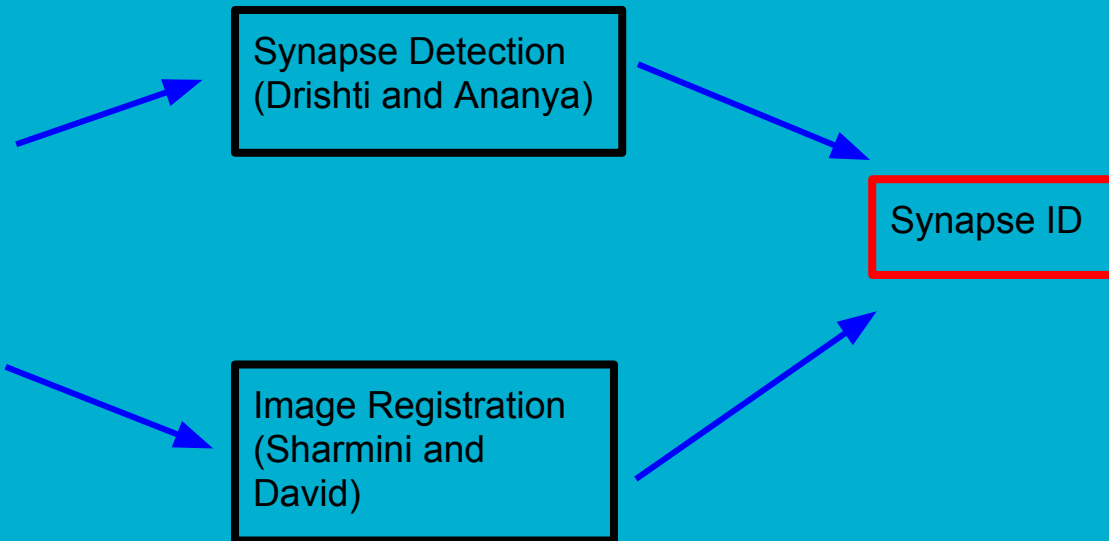 Synapse Detection
(Drishti and Ananya)
Synapse ID
Image Registration
(Sharmini and
David)